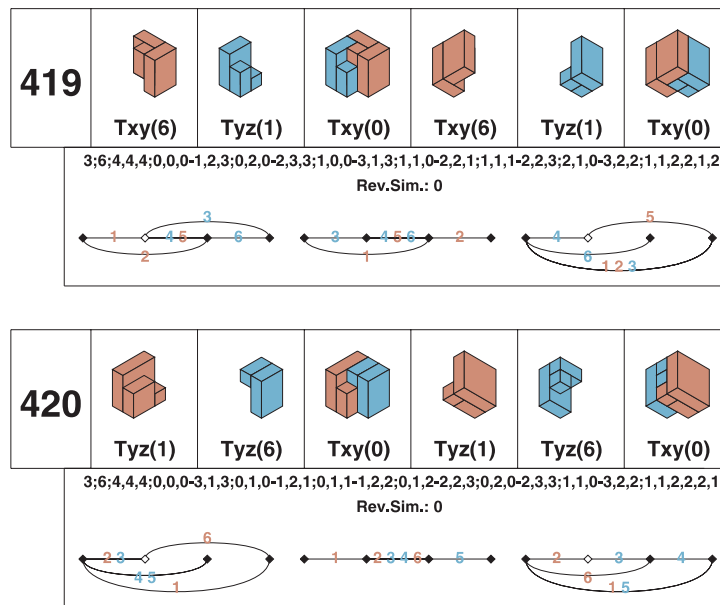 419
Txy(6) Tyz(1) Txy(0) Txy(6) Tyz(1) Txy(0)
3;6;4,4,4;0,0,0-1,2,3;0,2,0-2,3,3;1,0,0-3,1,3;1,1,0-2,2,1;1,1,1-2,2,3;2,1,0-3,2,2;1,1,2,2,1,2
Rev.Sim.: 0
3 5
1 4 5 6 3 4 5 6 2 4
2 1 6
1 2 3
420
Tyz(1) Tyz(6) Txy(0) Tyz(1) Tyz(6) Txy(0)
3;6;4,4,4;0,0,0-3,1,3;0,1,0-1,2,1;0,1,1-1,2,2;0,1,2-2,2,3;0,2,0-2,3,3;1,1,0-3,2,2;1,1,2,2,2,1
Rev.Sim.: 0
6
2 3 1 2 3 4 6 5 2 3 4
4 5 6
1 1 5